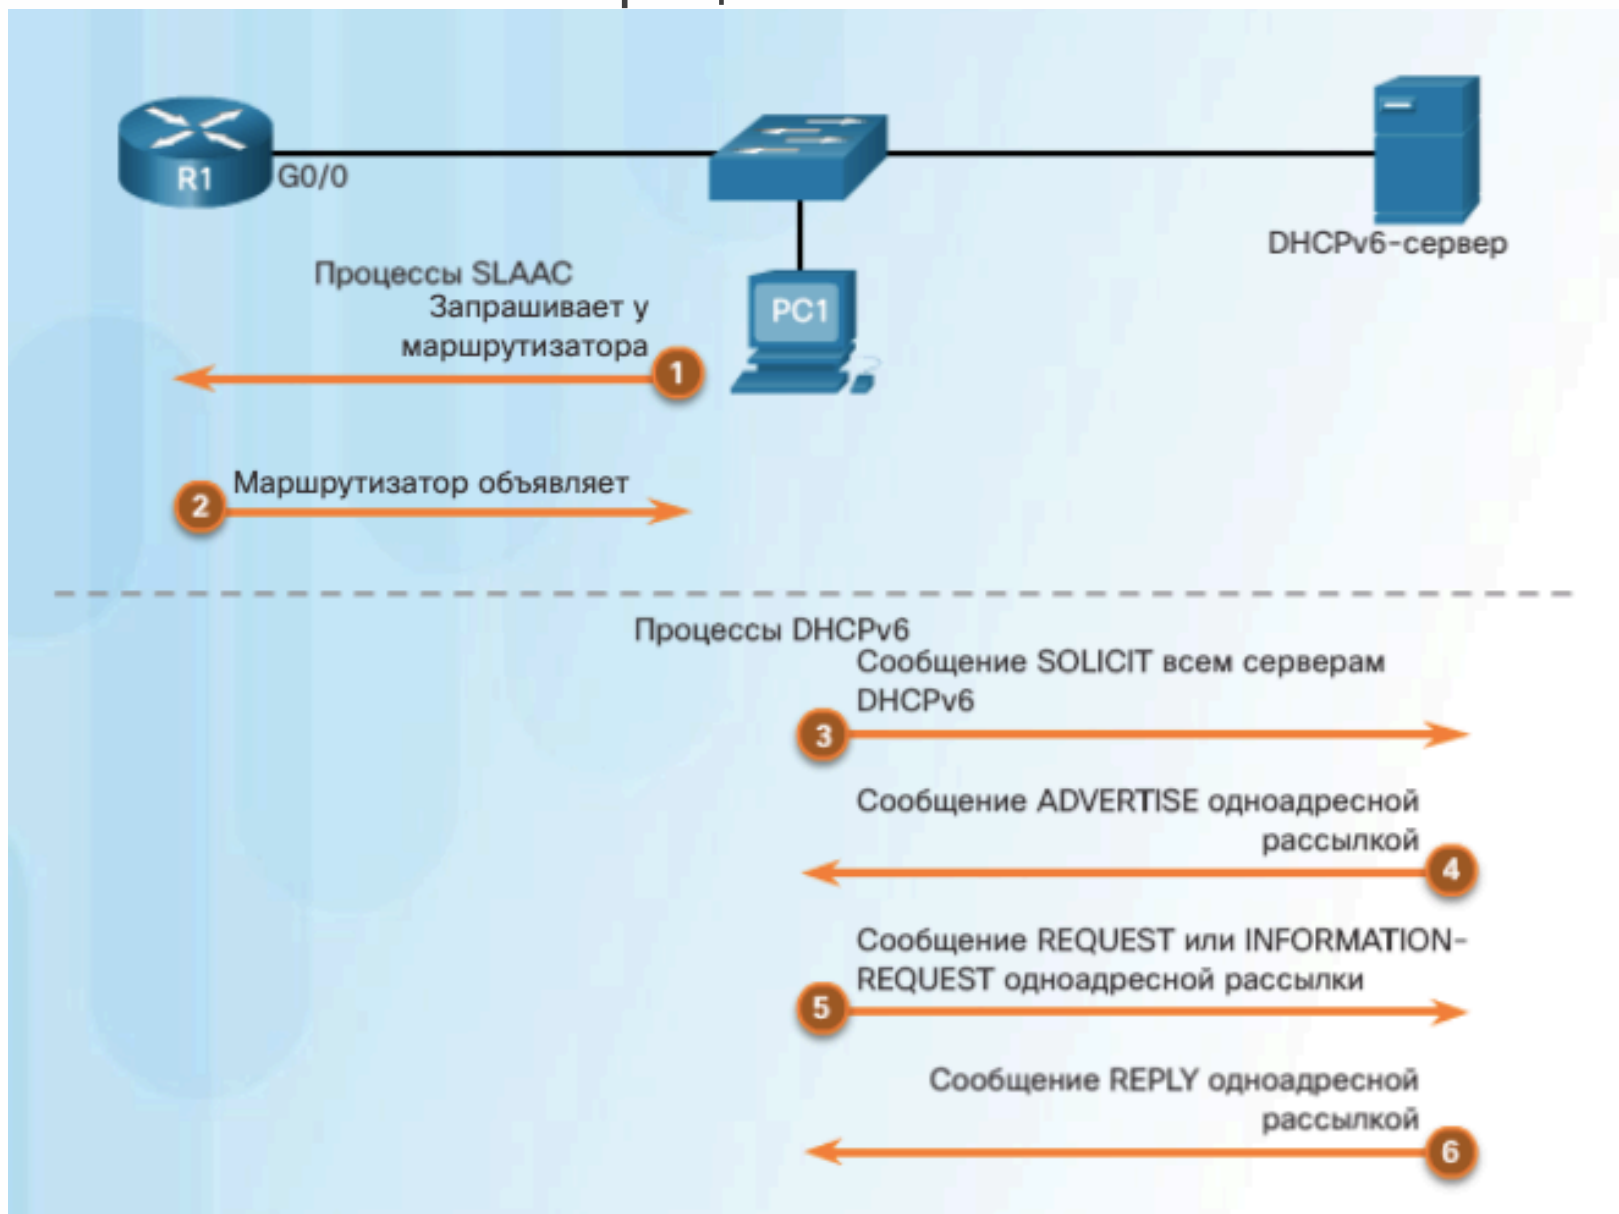 R1
G0/0
DHCPv6-сервер
Процессы SLAAC
Запрашивает у
маршрутизатора
PC1
1
Маршрутизатор объявляет
2
Процессы DHCPv6
Сообщение SOLICIT всем серверам
DHCPv6
3
Сообщение ADVERTISE одноадресной
рассылкой
4
Сообщение REQUEST или INFORMATION-
REQUEST одноадресной рассылки
5
Сообщение REPLY одноадресной
рассылкой
6